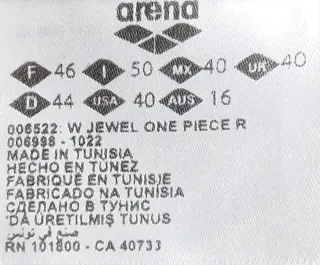 arena
F 46 I 50 MX 40 UK 40
D 44 USA 40 AUS 16
006522: W JEWEL ONE PIECE R
006998 - 1022
MADE IN TUNISIA
HECHO EN TUNEZ
FABRIQUÉ EN TUNISIE
FABRICADO NA TUNISIA
СДЕЛАНО В ТУНИС
'DA ÜRETILMIŞ TUNUS
صنع في تونس
RN 101800 - CA 40733